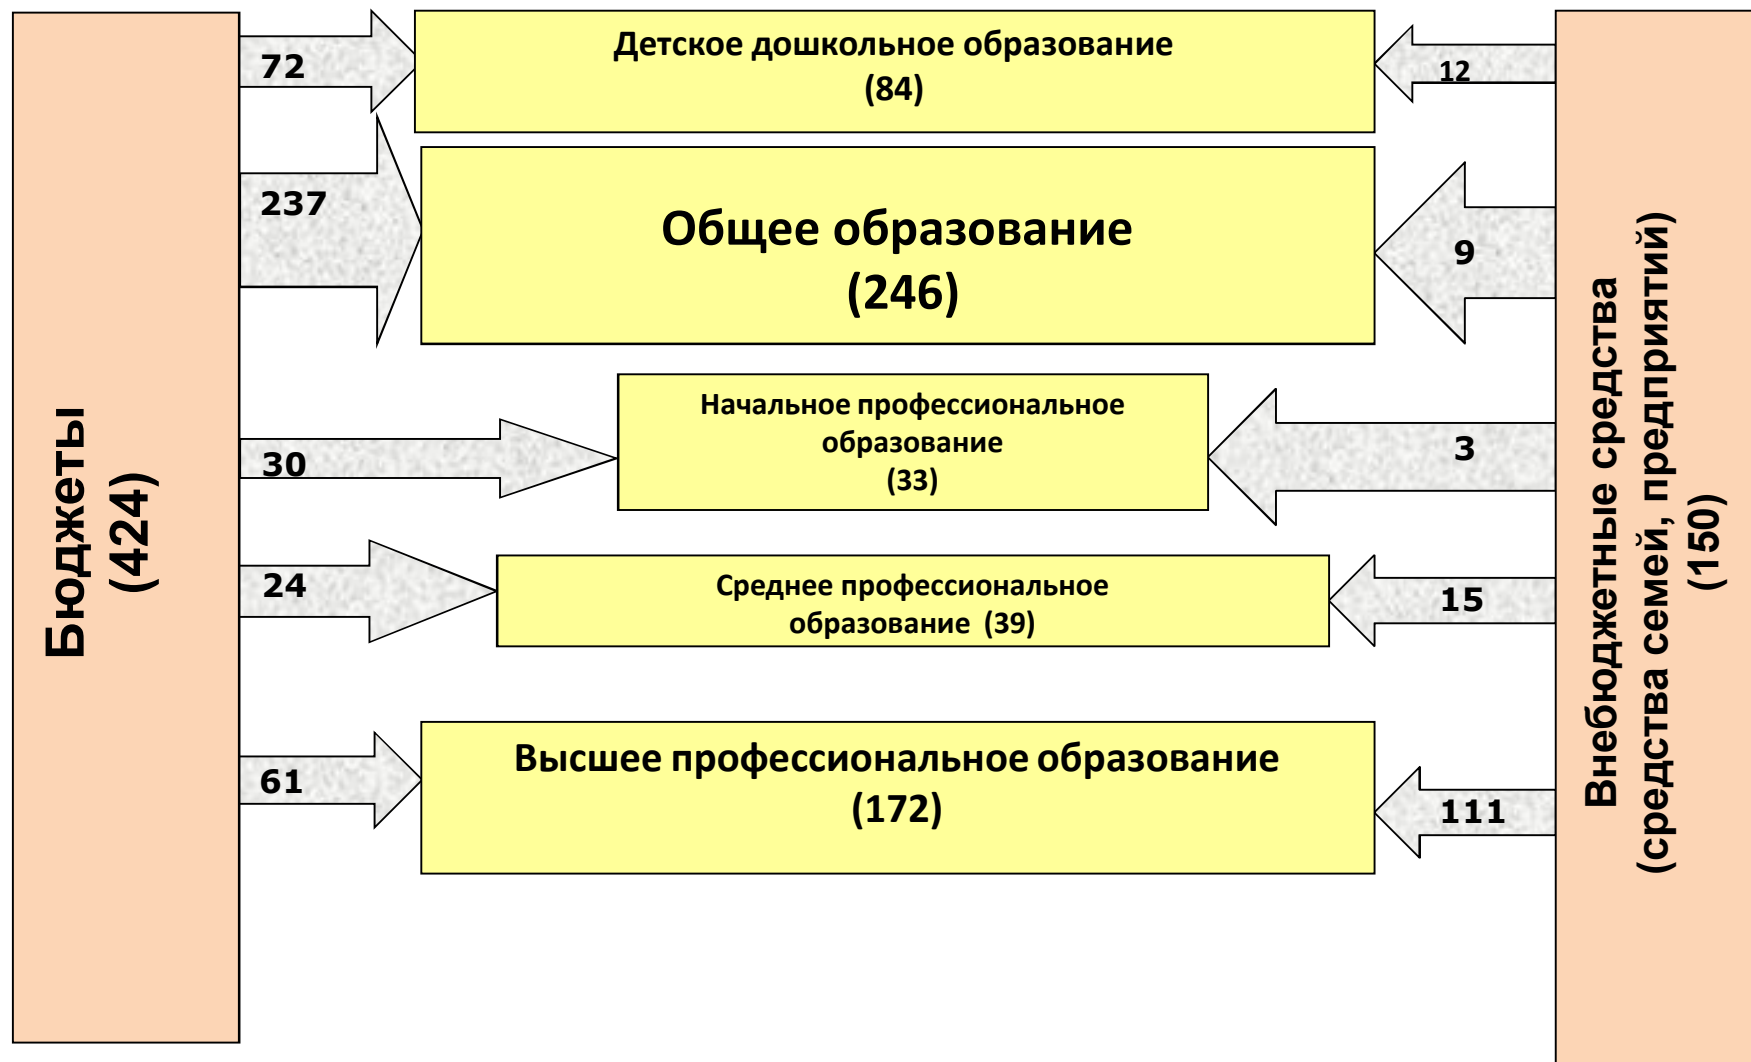 Бюджеты
(424)
72
Детское дошкольное образование
(84)
12
237
Общее образование
(246)
9
30
Начальное профессиональное
образование
(33)
3
24
Среднее профессиональное
образование (39)
15
61
Высшее профессиональное образование
(172)
111
Внебюджетные средства
(средства семей, предприятий)
(150)